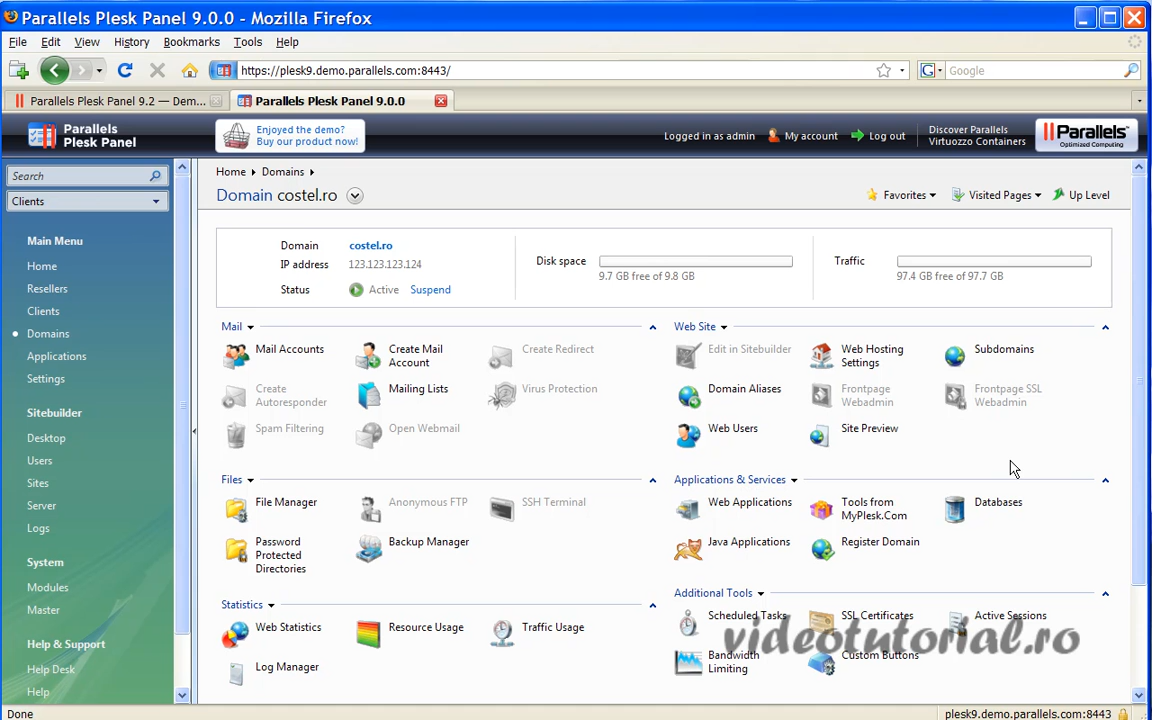 Parallels Plesk Panel 9.0.0 - Mozilla Firefox
File Edit View History Bookmarks Tools Help
https://plesk9.demo.parallels.com:8443/
Google
Parallels Plesk Panel 9.2 — Dem...
Parallels Plesk Panel 9.0.0
Parallels
Plesk Panel
Enjoyed the demo?
Buy our product now!
Logged in as admin
My account
Log out
Discover Parallels
Virtuozzo Containers
Parallels™
Optimized Computing
Search
Clients
Main Menu
Home
Resellers
Clients
Domains
Applications
Settings
Sitebuilder
Desktop
Users
Sites
Server
Logs
System
Modules
Master
Help & Support
Help Desk
Help
Home Domains
Domain costel.ro
Favorites
Visited Pages
Up Level
Domain costel.ro
IP address 123.123.123.124
Status Active Suspend
Disk space
9.7 GB free of 9.8 GB
Traffic
97.4 GB free of 97.7 GB
Mail
Mail Accounts
Create Mail
Account
Create Redirect
Create
Autoresponder
Mailing Lists
Virus Protection
Spam Filtering
Open Webmail
Web Site
Edit in Sitebuilder
Web Hosting
Settings
Subdomains
Domain Aliases
Frontpage
Webadmin
Frontpage SSL
Webadmin
Web Users
Site Preview
Files
File Manager
Anonymous FTP
SSH Terminal
Password
Protected
Directories
Backup Manager
Applications & Services
Web Applications
Tools from
MyPlesk.Com
Databases
Java Applications
Register Domain
Statistics
Web Statistics
Resource Usage
Traffic Usage
Log Manager
Additional Tools
Scheduled Tasks
SSL Certificates
Active Sessions
Bandwidth
Limiting
Custom Buttons
videotutorial.ro
Done
plesk9.demo.parallels.com:8443